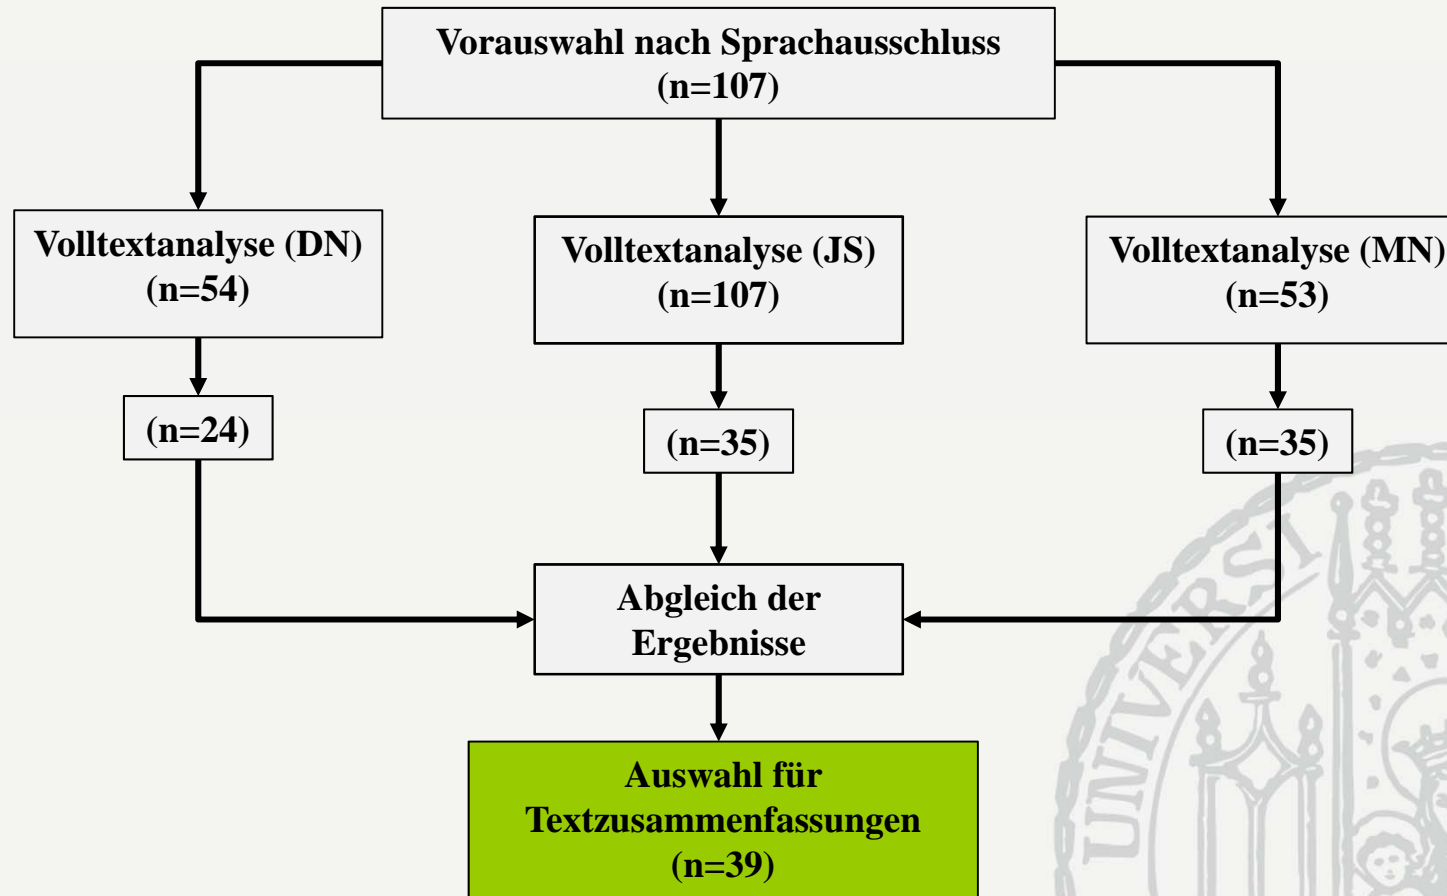 Vorauswahl nach Sprachausschluss
(n=107)
Volltextanalyse (DN)
(n=54)
Volltextanalyse (JS)
(n=107)
Volltextanalyse (MN)
(n=53)
(n=24)
(n=35)
(n=35)
Abgleich der
Ergebnisse
Auswahl für
Textzusammenfassungen
(n=39)
UNIVERSI